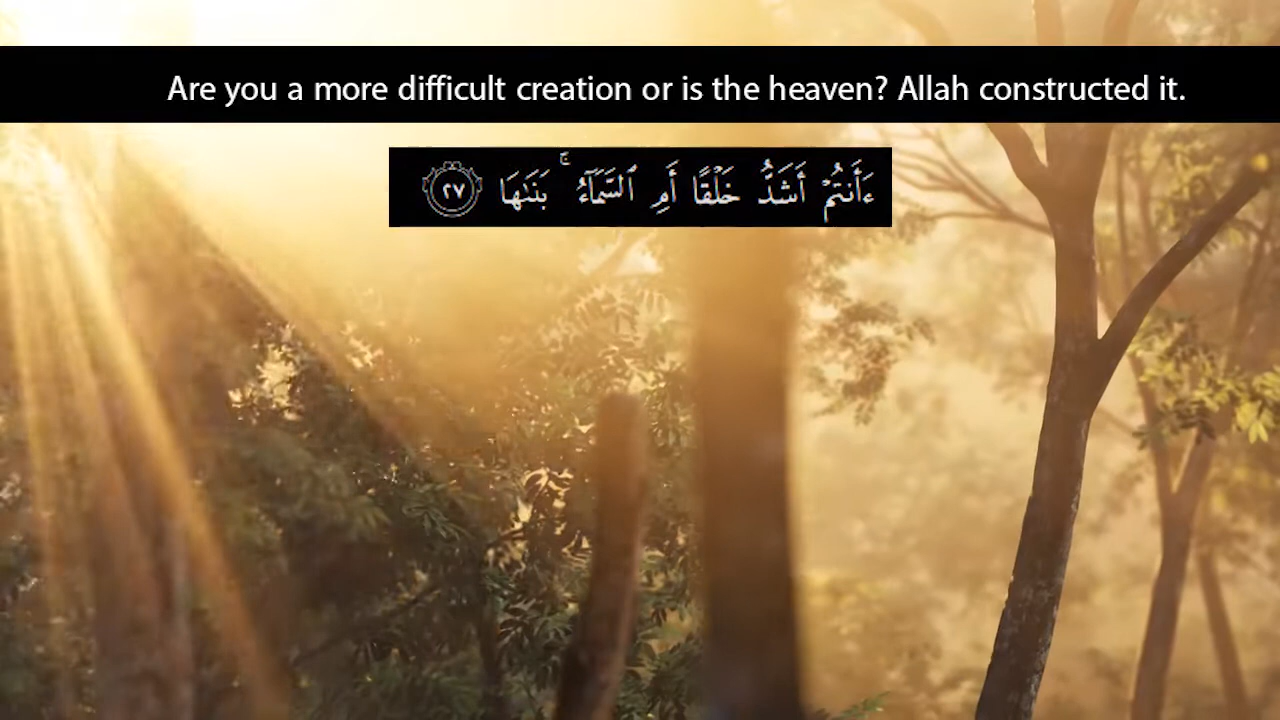 Are you a more difficult creation or is the heaven? Allah constructed it.
ءَأَنتُمْ أَشَدُّ خَلْقًا أَمِ ٱلسَّمَآءُ ۚ بَنَىٰهَا ٢٧